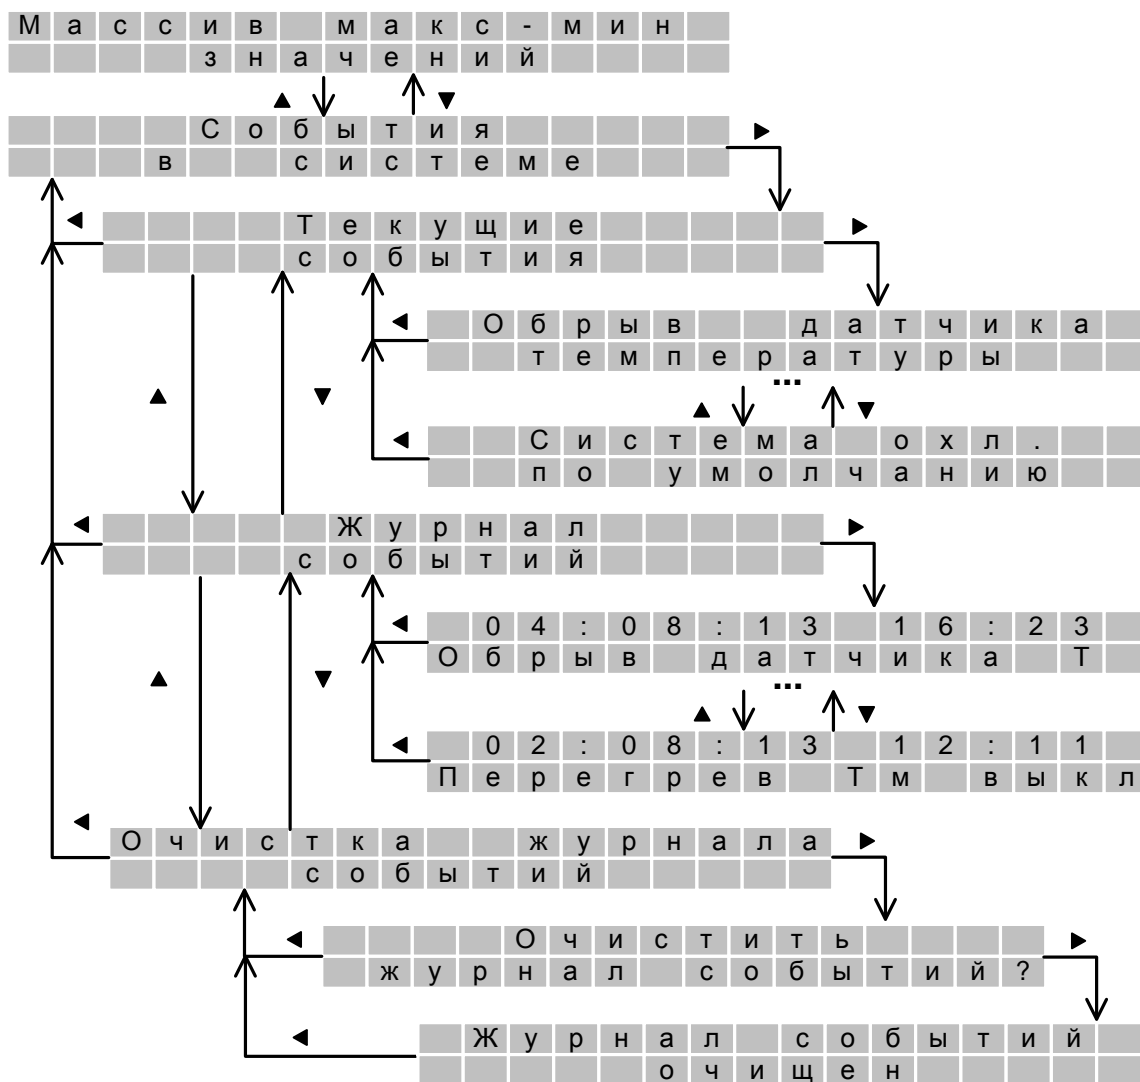 Массив макс-мин
значений
▲ ▼
События
в системе
►
◄
Текущие
события
►
◄
Обрыв датчика
температуры
...
▲ ▼
▲ ▼
◄
Система охл.
по умолчанию
◄
Журнал
событий
►
◄
04:08:13 16:23
Обрыв датчика Т
...
▲ ▼
▲ ▼
◄
02:08:13 12:11
Перегрев Тм выкл
◄
Очистка журнала
событий
►
◄
Очистить
журнал событий?
►
◄
Журнал событий
очищен